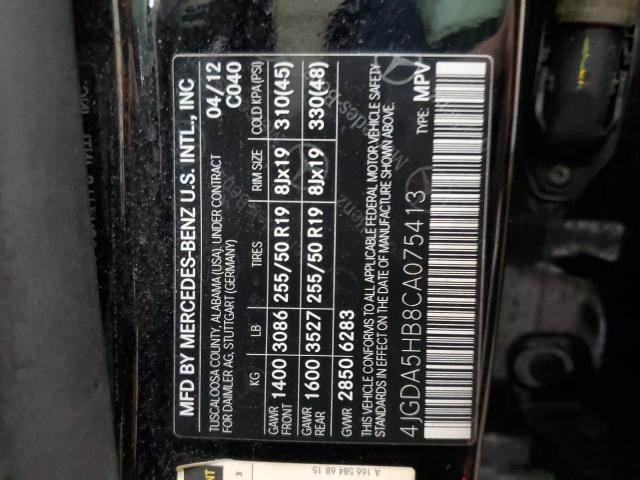 MFD BY MERCEDES-BENZ U.S. INTL., INC
TUSCALOOSA COUNTY, ALABAMA (USA), UNDER CONTRACT 04/12
FOR DAIMLER AG, STUTTGART (GERMANY) C040
KG LB TIRES RIM SIZE COLD KPA (PSI)
GAWR FRONT 1400 3086 255/50 R19 8Jx19 310(45)
GAWR REAR 1600 3527 255/50 R19 8Jx19 330(48)
GVWR 2850 6283
THIS VEHICLE CONFORMS TO ALL APPLICABLE FEDERAL MOTOR VEHICLE SAFETY
STANDARDS IN EFFECT ON THE DATE OF MANUFACTURE SHOWN ABOVE.
4JGDA5HB8CA075413 TYPE: MPV
A 166 584 68 15
3